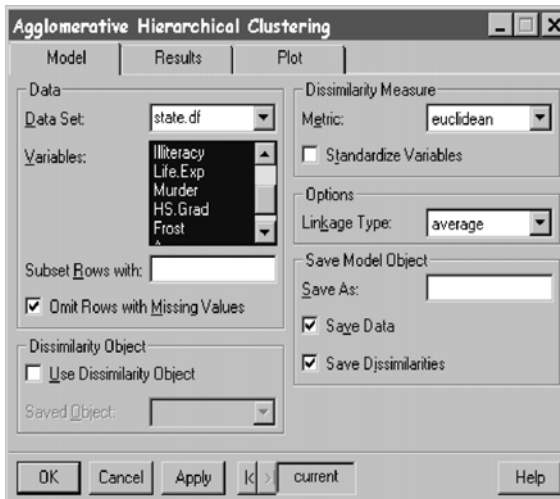 Agglomerative Hierarchical Clustering
Model
Results
Plot
Data
Data Set:
state.df
Variables:
Illiteracy
Life.Exp
Murder
HS.Grad
Frost
Subset Rows with:
Omit Rows with Missing Values
Dissimilarity Object
Use Dissimilarity Object
Saved Object:
Dissimilarity Measure
Metric:
euclidean
Standardize Variables
Options
Linkage Type:
average
Save Model Object
Save As:
Save Data
Save Dissimilarities
OK
Cancel
Apply
current
Help